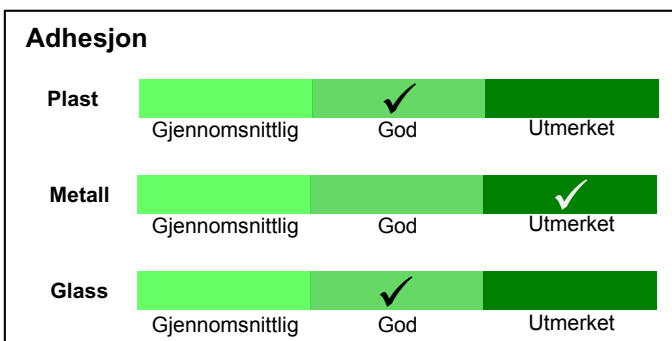 Adhesjon
Plast
Gjennomsnittlig God Utmerket
Metall
Gjennomsnittlig God Utmerket
Glass
Gjennomsnittlig God Utmerket